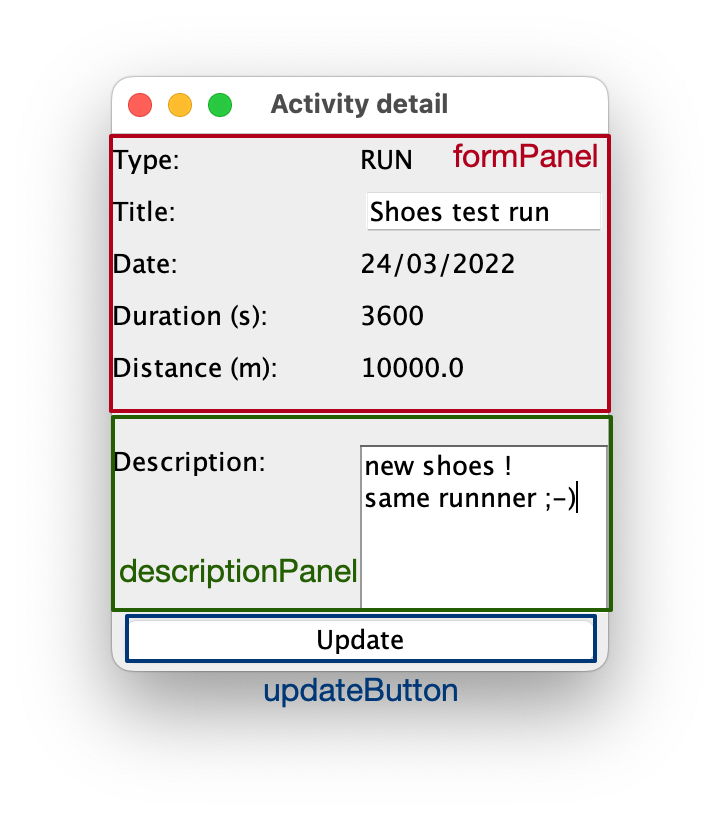 Activity detail
Type: RUN formPanel
Title: Shoes test run
Date: 24/03/2022
Duration (s): 3600
Distance (m): 10000.0
Description: new shoes !
same runnner ;-)
descriptionPanel
Update
updateButton